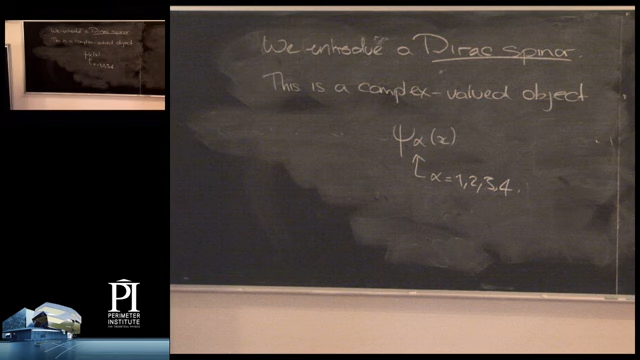 We introduce a Dirac spinor.
This is a complex-valued object
ψα(x)
α=1,2,3,4.
PI
PERIMETER
INSTITUTE
FOR THEORETICAL PHYSICS